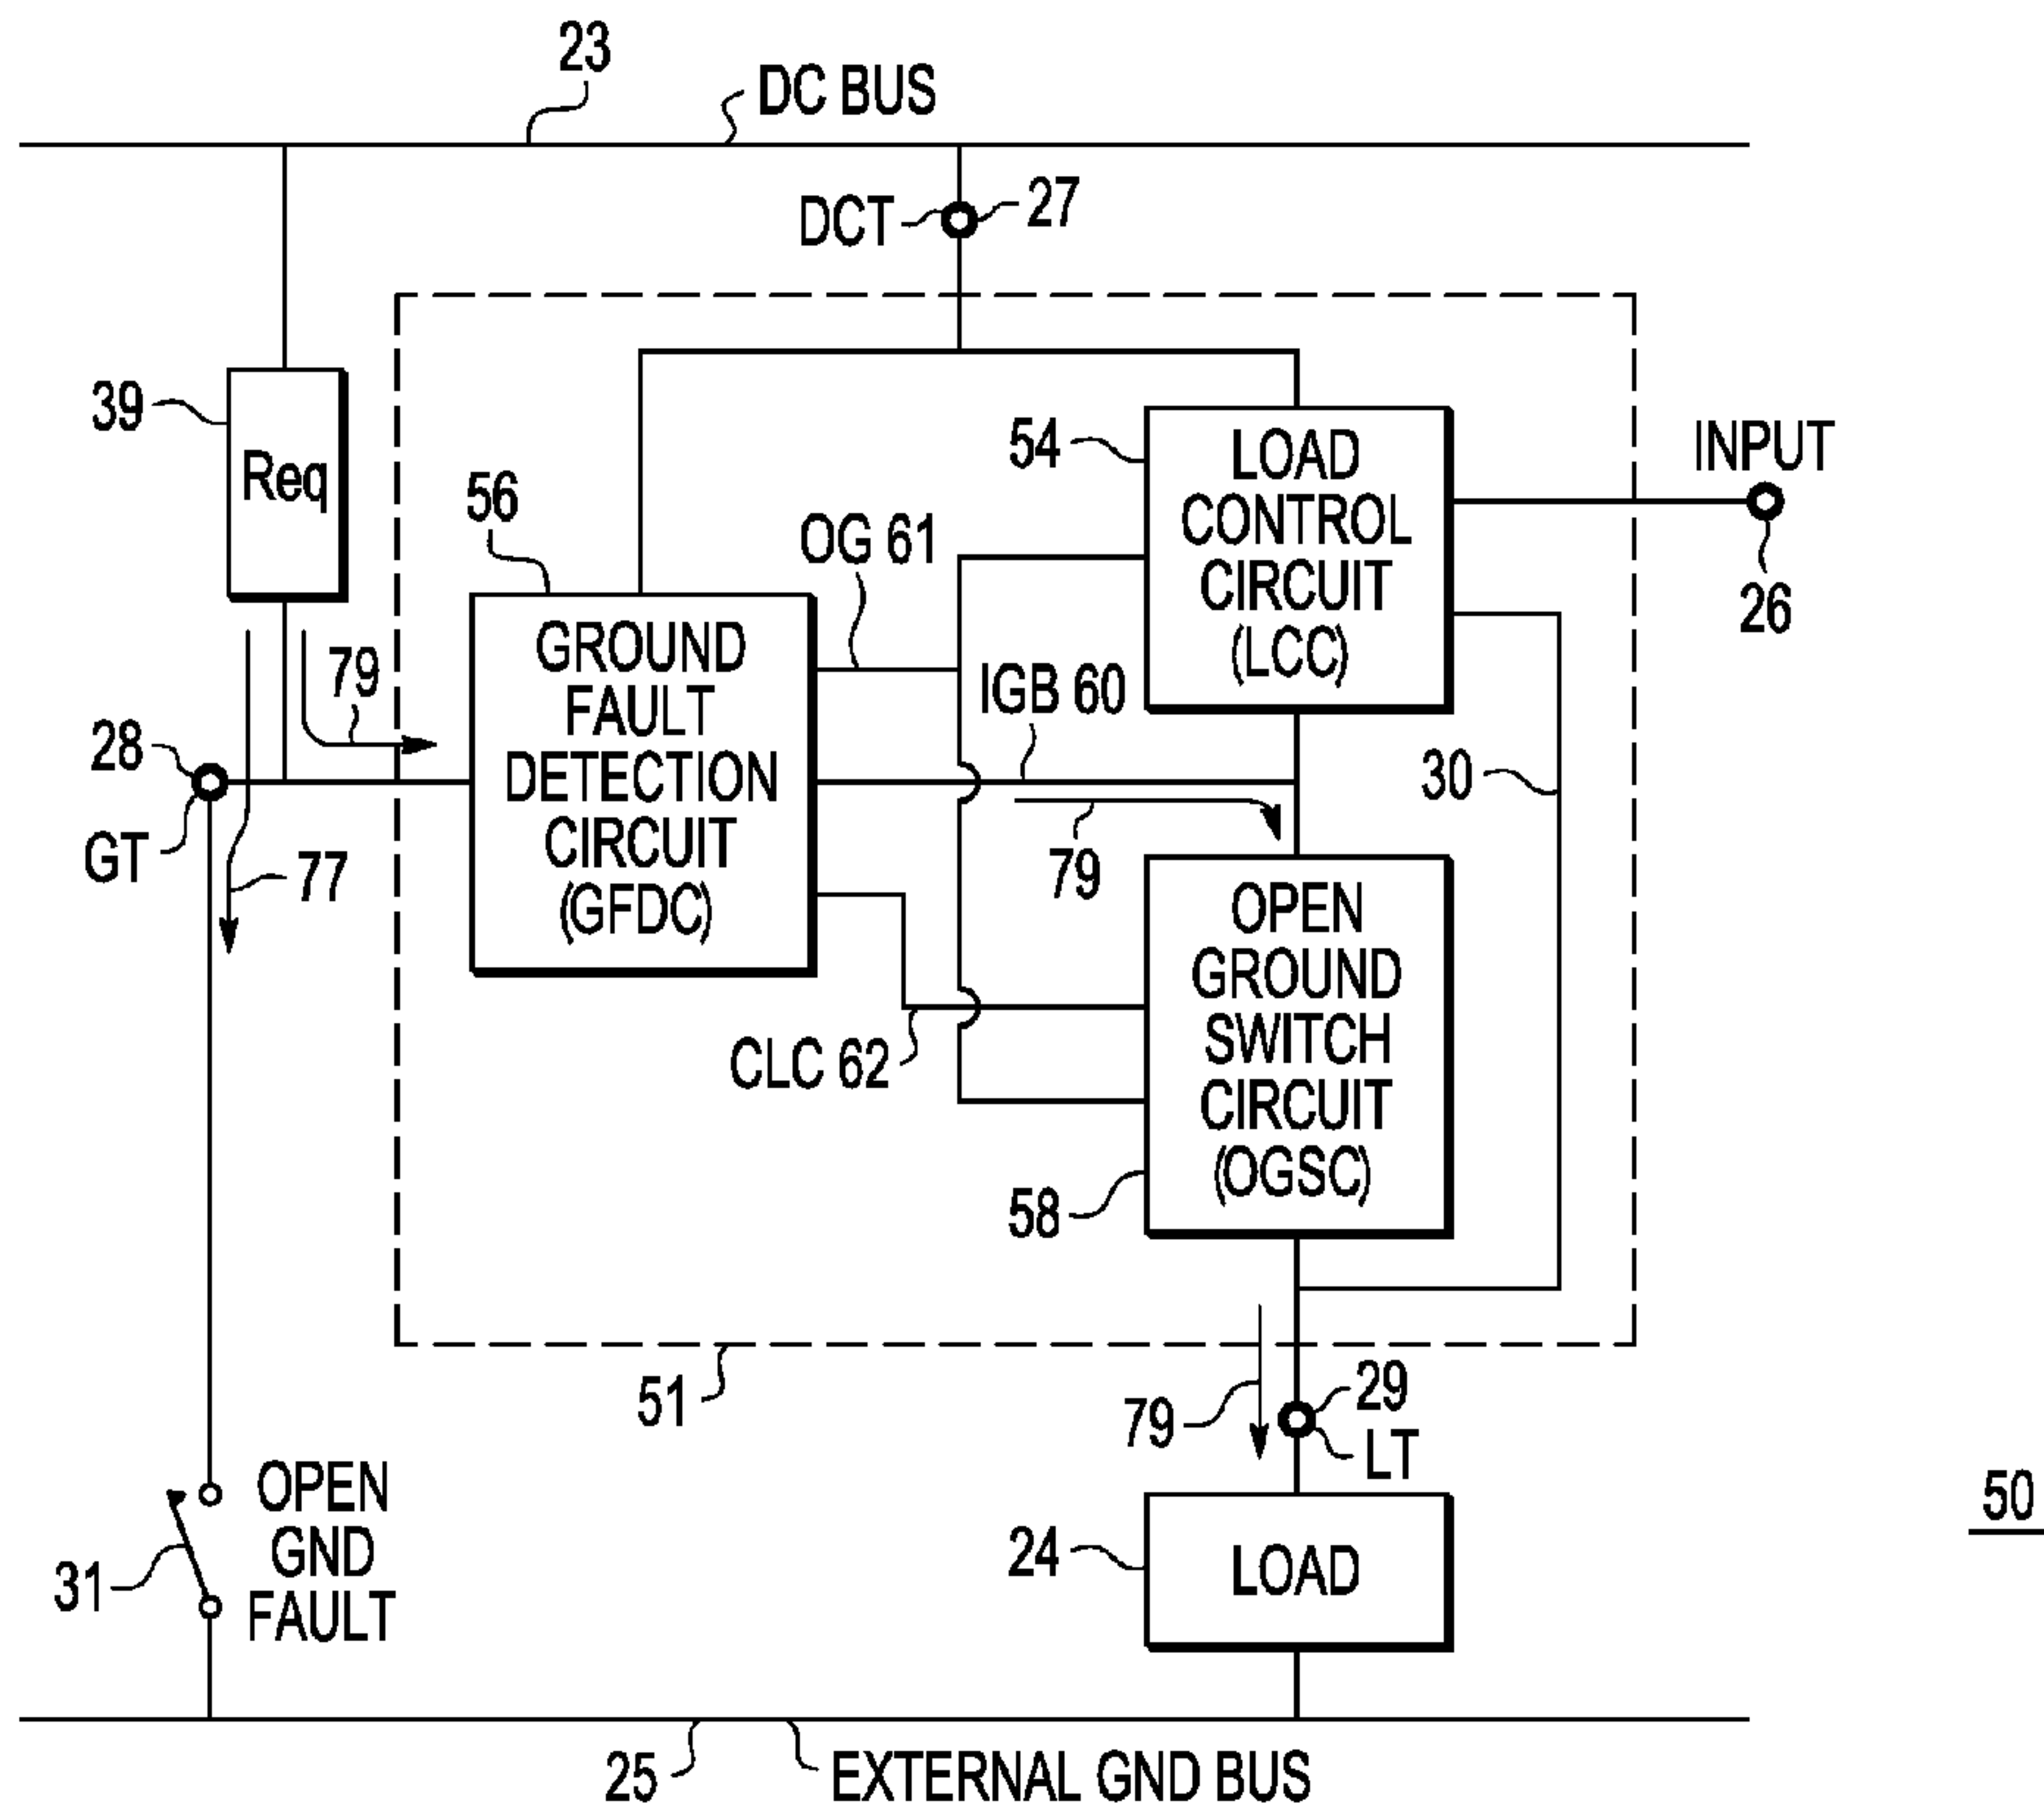 23
DC BUS
DCT
27
39
Req
56
OG 61
54
LOAD
CONTROL
CIRCUIT
(LCC)
INPUT
26
79
28
GT
77
GROUND
FAULT
DETECTION
CIRCUIT
(GFDC)
IGB 60
79
30
CLC 62
OPEN
GROUND
SWITCH
CIRCUIT
(OGSC)
58
51
79
29
LT
OPEN
GND
FAULT
31
24
LOAD
50
25
EXTERNAL GND BUS